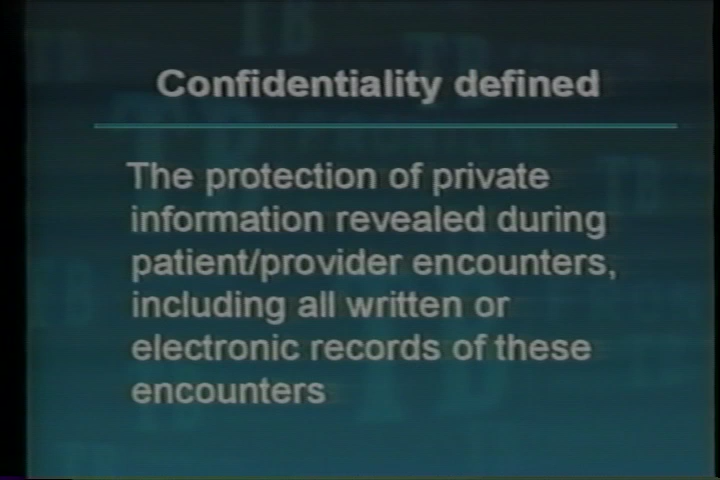 Confidentiality defined
The protection of private
information revealed during
patient/provider encounters,
including all written or
electronic records of these
encounters